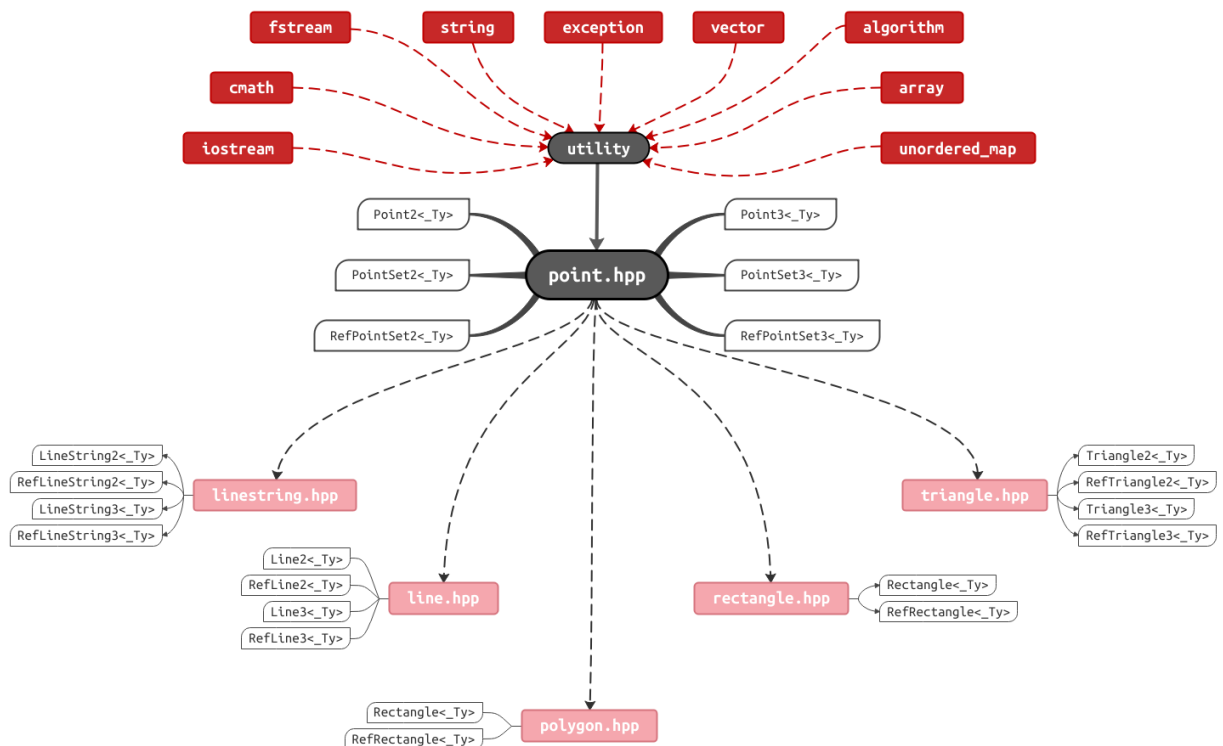 fstream
string
exception
vector
algorithm
cmath
array
iostream
utility
unordered_map
Point2<_Ty>
Point3<_Ty>
PointSet2<_Ty>
point.hpp
PointSet3<_Ty>
RefPointSet2<_Ty>
RefPointSet3<_Ty>
LineString2<_Ty>
RefLineString2<_Ty>
LineString3<_Ty>
RefLineString3<_Ty>
linestring.hpp
triangle.hpp
Triangle2<_Ty>
RefTriangle2<_Ty>
Triangle3<_Ty>
RefTriangle3<_Ty>
Line2<_Ty>
RefLine2<_Ty>
Line3<_Ty>
RefLine3<_Ty>
line.hpp
rectangle.hpp
Rectangle<_Ty>
RefRectangle<_Ty>
Rectangle<_Ty>
RefRectangle<_Ty>
polygon.hpp